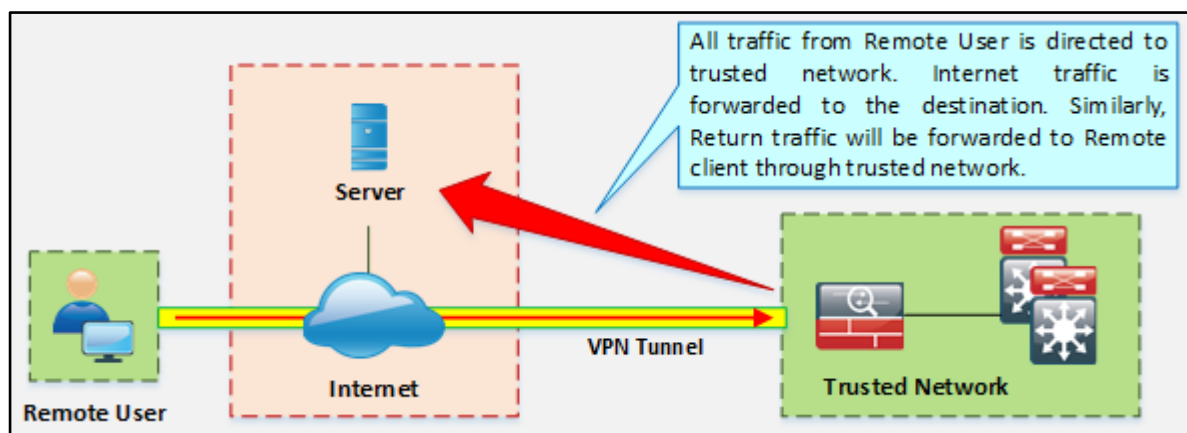 All traffic from Remote User is directed to
trusted network. Internet traffic is
forwarded to the destination. Similarly,
Return traffic will be forwarded to Remote
client through trusted network.
Server
VPN Tunnel
Internet
Trusted Network
Remote User